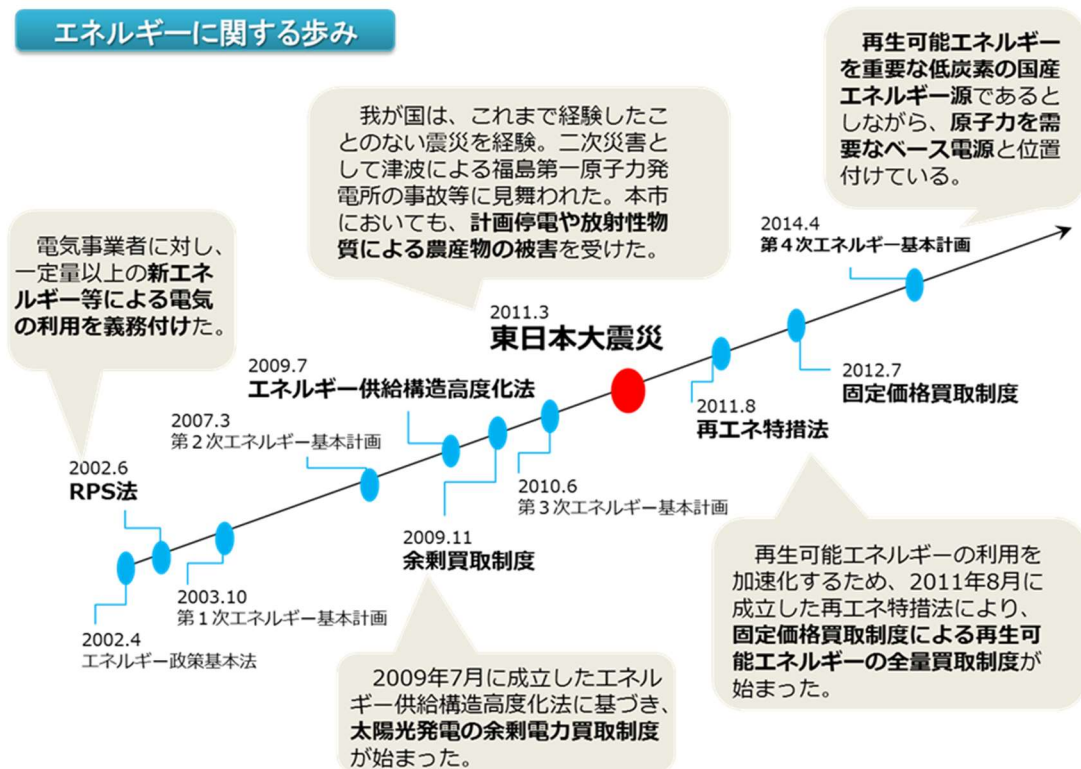 エネルギーに関する歩み
再生可能エネルギー
を重要な低炭素の国産
エネルギー源であると
しながら、原子力を需
要なベース電源と位置
付けている。
我が国は、これまで経験したこ
とのない震災を経験。二次災害と
して津波による福島第一原子力発
電所の事故等に見舞われた。本市
においても、計画停電や放射性物
質による農産物の被害を受けた。
電気事業者に対し、
一定量以上の新エネ
ルギー等による電気
の利用を義務付けた。
2014.4
第4次エネルギー基本計画
2011.3
東日本大震災
2012.7
固定価格買取制度
2011.8
再エネ特措法
2009.7
エネルギー供給構造高度化法
2007.3
第2次エネルギー基本計画
2002.6
RPS法
2010.6
第3次エネルギー基本計画
2009.11
余剰買取制度
2003.10
第1次エネルギー基本計画
2002.4
エネルギー政策基本法
2009年7月に成立したエネル
ギー供給構造高度化法に基づき、
太陽光発電の余剰電力買取制度
が始まった。
再生可能エネルギーの利用を
加速化するため、2011年8月に
成立した再エネ特措法により、
固定価格買取制度による再生可
能エネルギーの全量買取制度が
始まった。